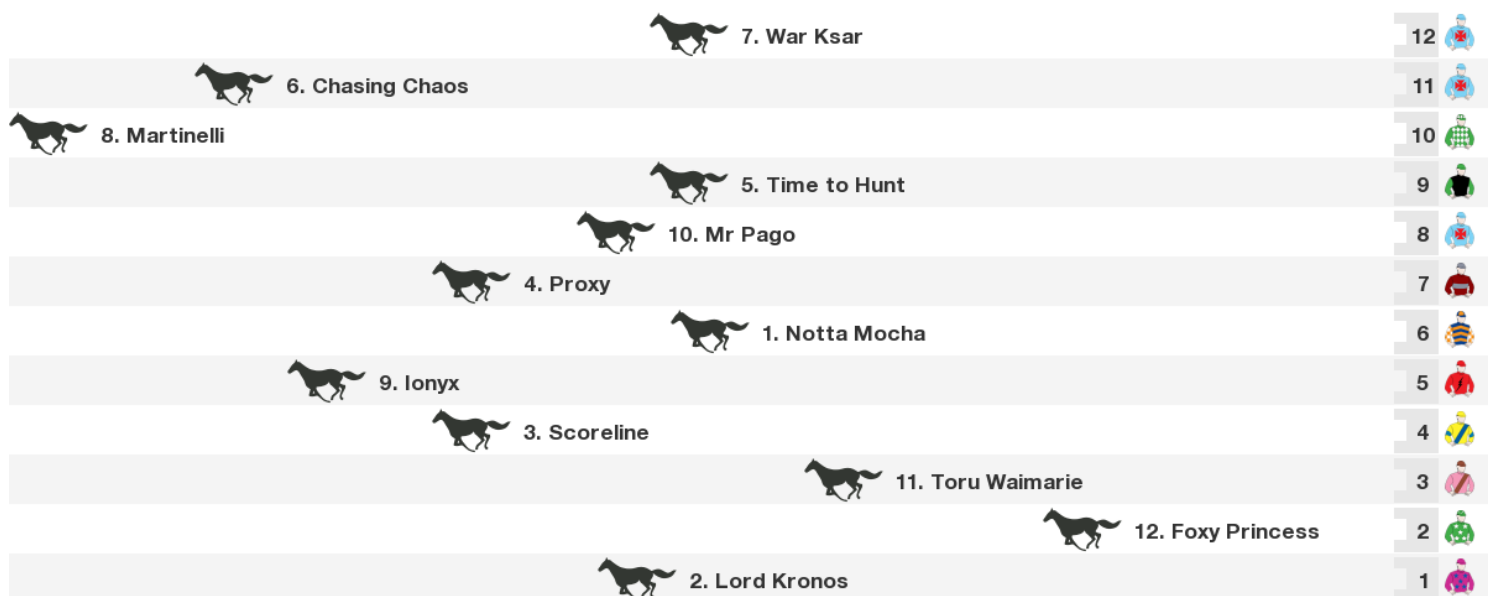 7. War Ksar 12
6. Chasing Chaos 11
8. Martinelli 10
5. Time to Hunt 9
10. Mr Pago 8
4. Proxy 7
1. Notta Mocha 6
9. Ionyx 5
3. Scoreline 4
11. Toru Waimarie 3
12. Foxy Princess 2
2. Lord Kronos 1